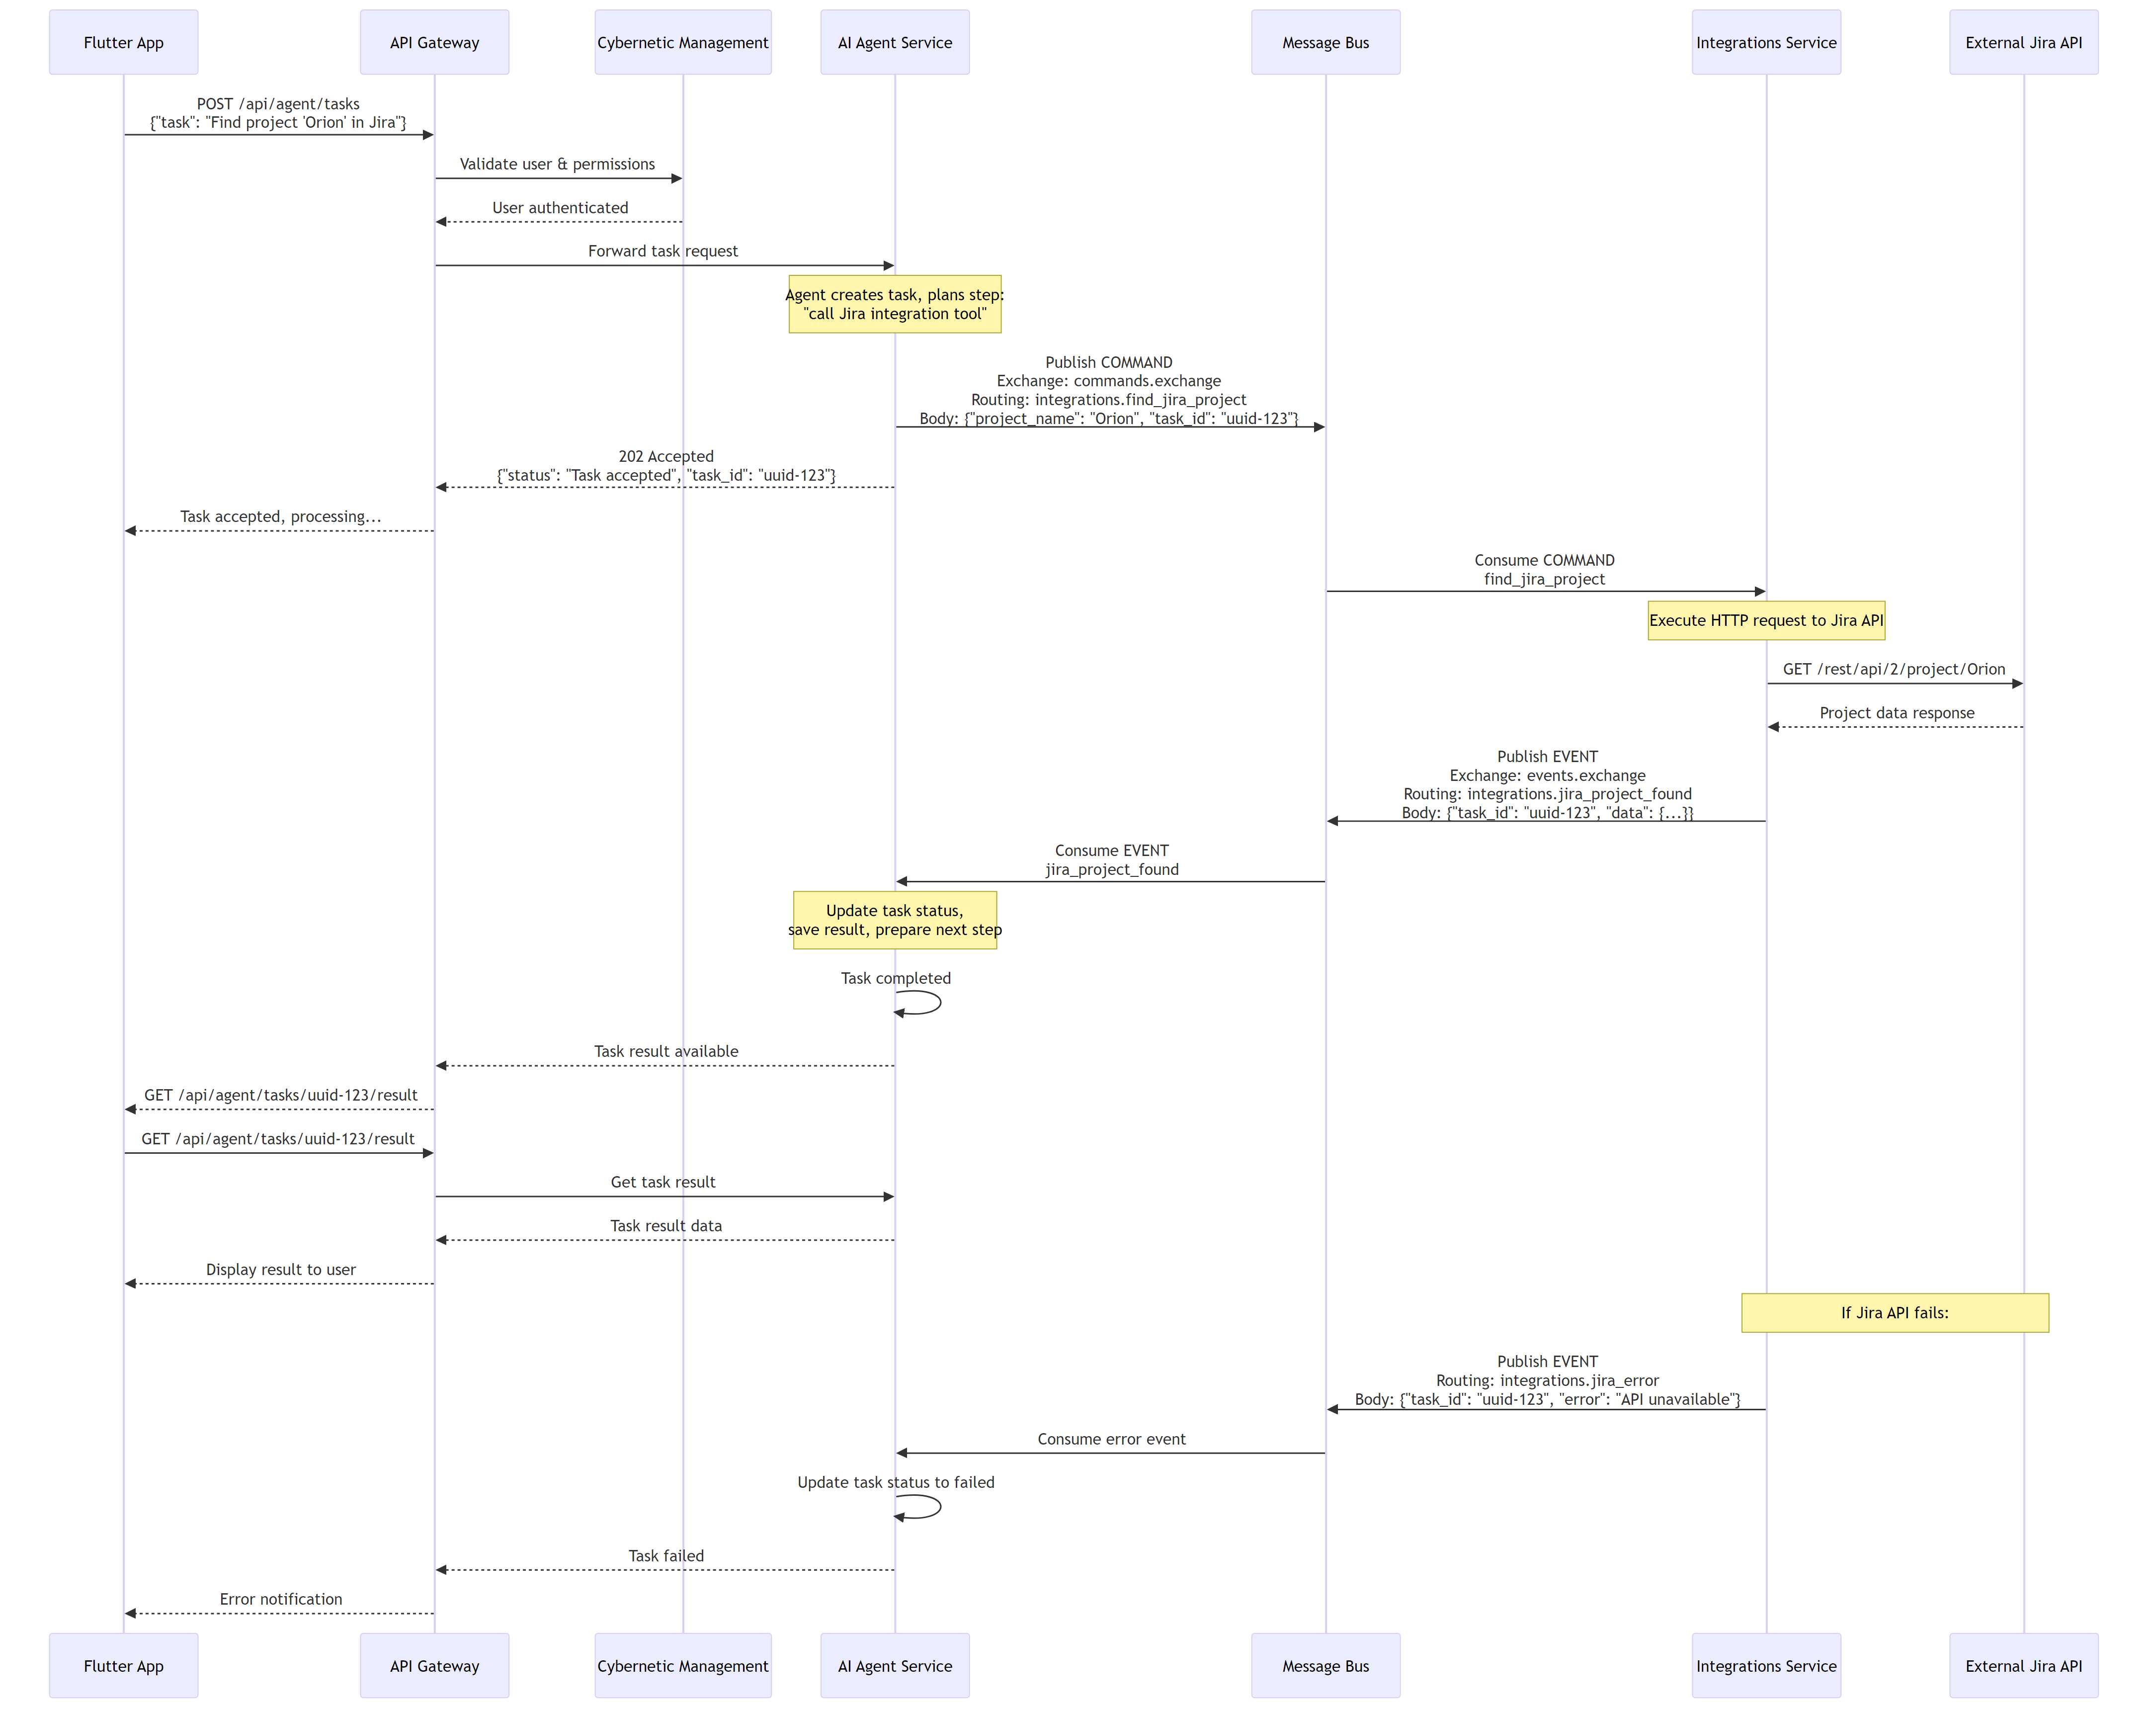 Flutter App
API Gateway
Cybernetic Management
AI Agent Service
Message Bus
Integrations Service
External Jira API
POST /api/agent/tasks
{"task": "Find project 'Orion' in Jira"}
Validate user & permissions
User authenticated
Forward task request
Agent creates task, plans step:
"call Jira integration tool"
Publish COMMAND
Exchange: commands.exchange
Routing: integrations.find_jira_project
Body: {"project_name": "Orion", "task_id": "uuid-123"}
202 Accepted
{"status": "Task accepted", "task_id": "uuid-123"}
Task accepted, processing...
Consume COMMAND
find_jira_project
Execute HTTP request to Jira API
GET /rest/api/2/project/Orion
Project data response
Publish EVENT
Exchange: events.exchange
Routing: integrations.jira_project_found
Body: {"task_id": "uuid-123", "data": {...}}
Consume EVENT
jira_project_found
Update task status,
save result, prepare next step
Task completed
Task result available
GET /api/agent/tasks/uuid-123/result
GET /api/agent/tasks/uuid-123/result
Get task result
Task result data
Display result to user
If Jira API fails:
Publish EVENT
Routing: integrations.jira_error
Body: {"task_id": "uuid-123", "error": "API unavailable"}
Consume error event
Update task status to failed
Task failed
Error notification
Flutter App
API Gateway
Cybernetic Management
AI Agent Service
Message Bus
Integrations Service
External Jira API